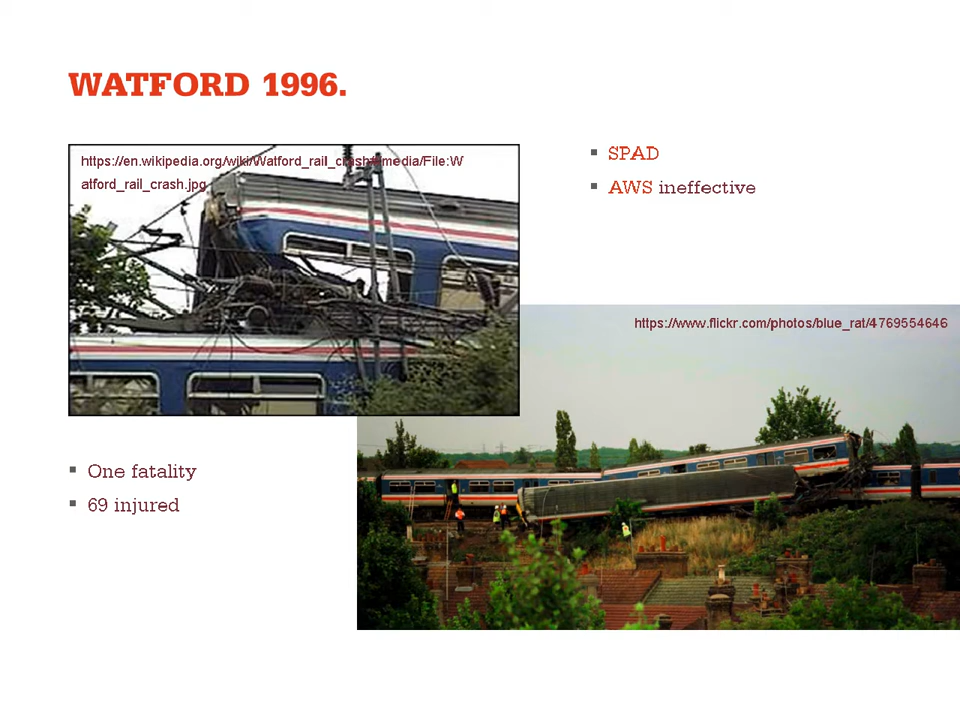 WATFORD 1996.
https://en.wikipedia.org/wiki/Watford_rail_crash#/media/File:W
atford_rail_crash.jpg
▪ SPAD
▪ AWS ineffective
https://www.flickr.com/photos/blue_rat/4769554646
▪ One fatality
▪ 69 injured